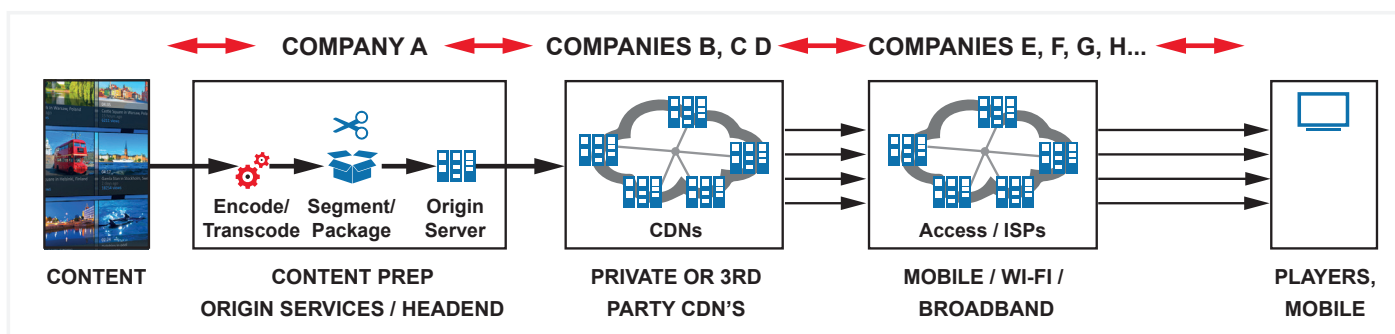 COMPANY A
COMPANIES B, C D
COMPANIES E, F, G, H...
Encode/
Transcode
Segment/
Package
Origin
Server
CDNs
Access / ISPs
CONTENT
CONTENT PREP
ORIGIN SERVICES / HEADEND
PRIVATE OR 3RD
PARTY CDN'S
MOBILE / WI-FI /
BROADBAND
PLAYERS,
MOBILE